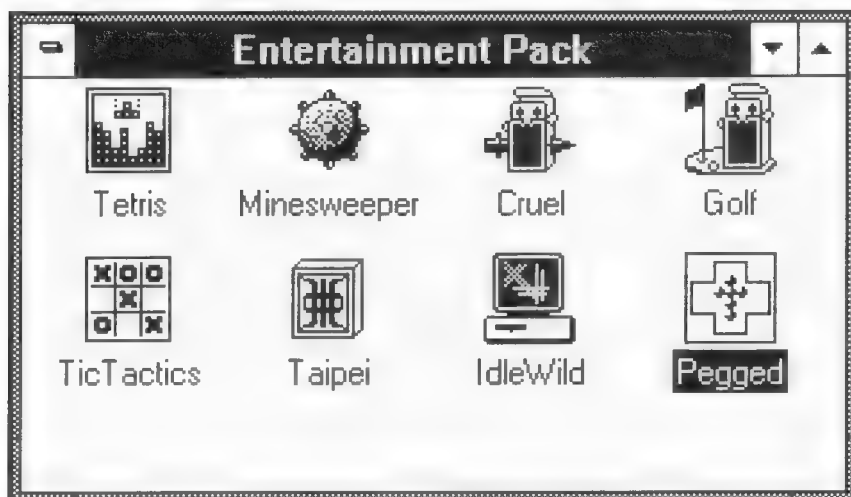 Entertainment Pack
Tetris Minesweeper Cruel Golf
TicTactics Taipei IdleWild Pegged